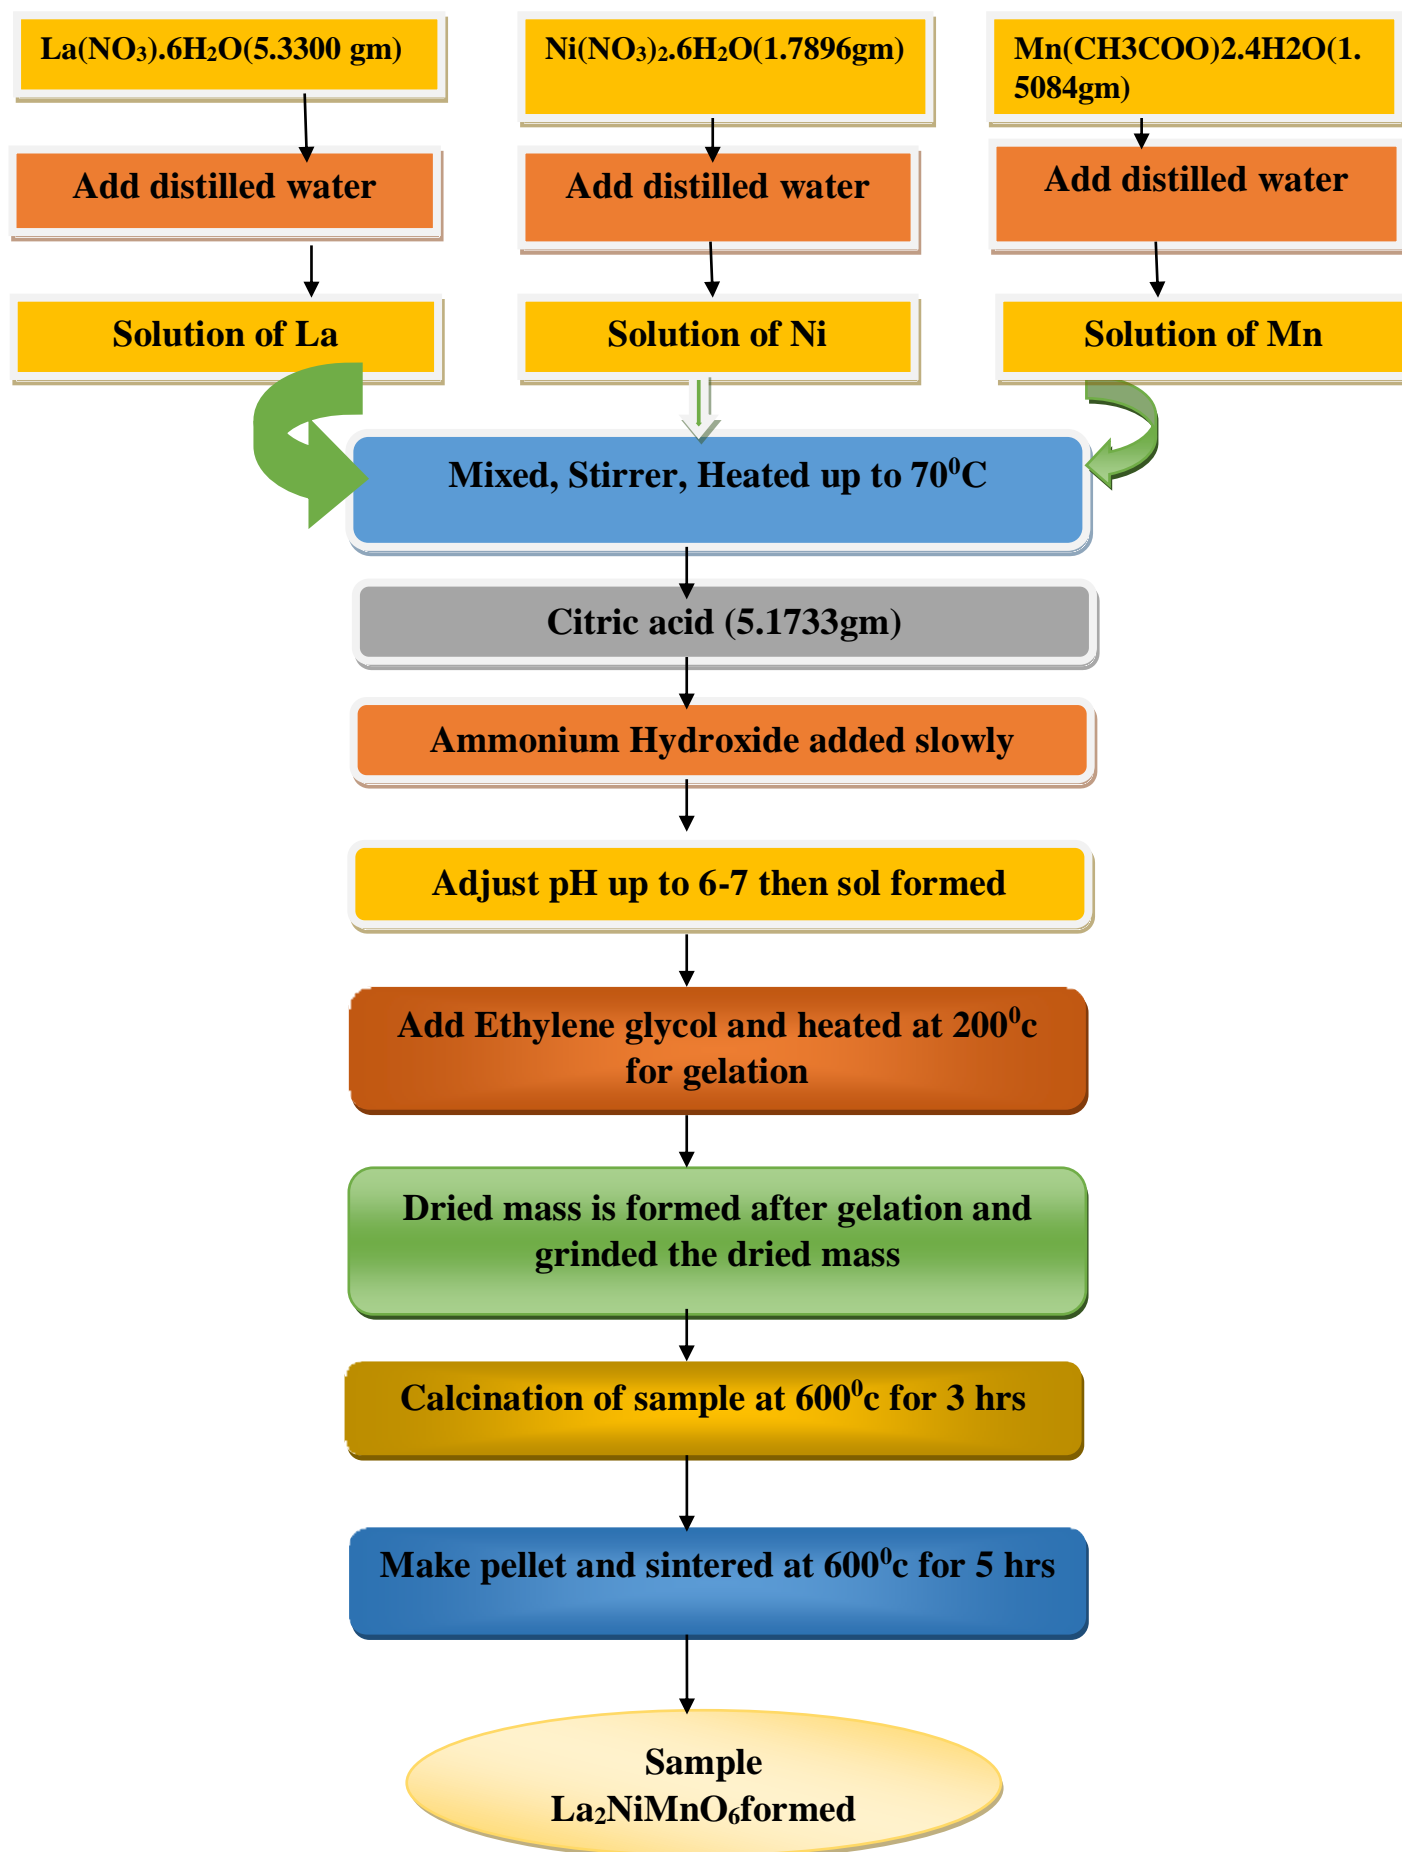 La(NO₃).6H₂O(5.3300 gm)
Ni(NO₃)₂.6H₂O(1.7896gm)
Mn(CH3COO)2.4H2O(1.
5084gm)
Add distilled water
Add distilled water
Add distilled water
Solution of La
Solution of Ni
Solution of Mn
Mixed, Stirrer, Heated up to 70⁰C
Citric acid (5.1733gm)
Ammonium Hydroxide added slowly
Adjust pH up to 6-7 then sol formed
Add Ethylene glycol and heated at 200⁰c
for gelation
Dried mass is formed after gelation and
grinded the dried mass
Calcination of sample at 600⁰c for 3 hrs
Make pellet and sintered at 600⁰c for 5 hrs
Sample
La₂NiMnO₆formed